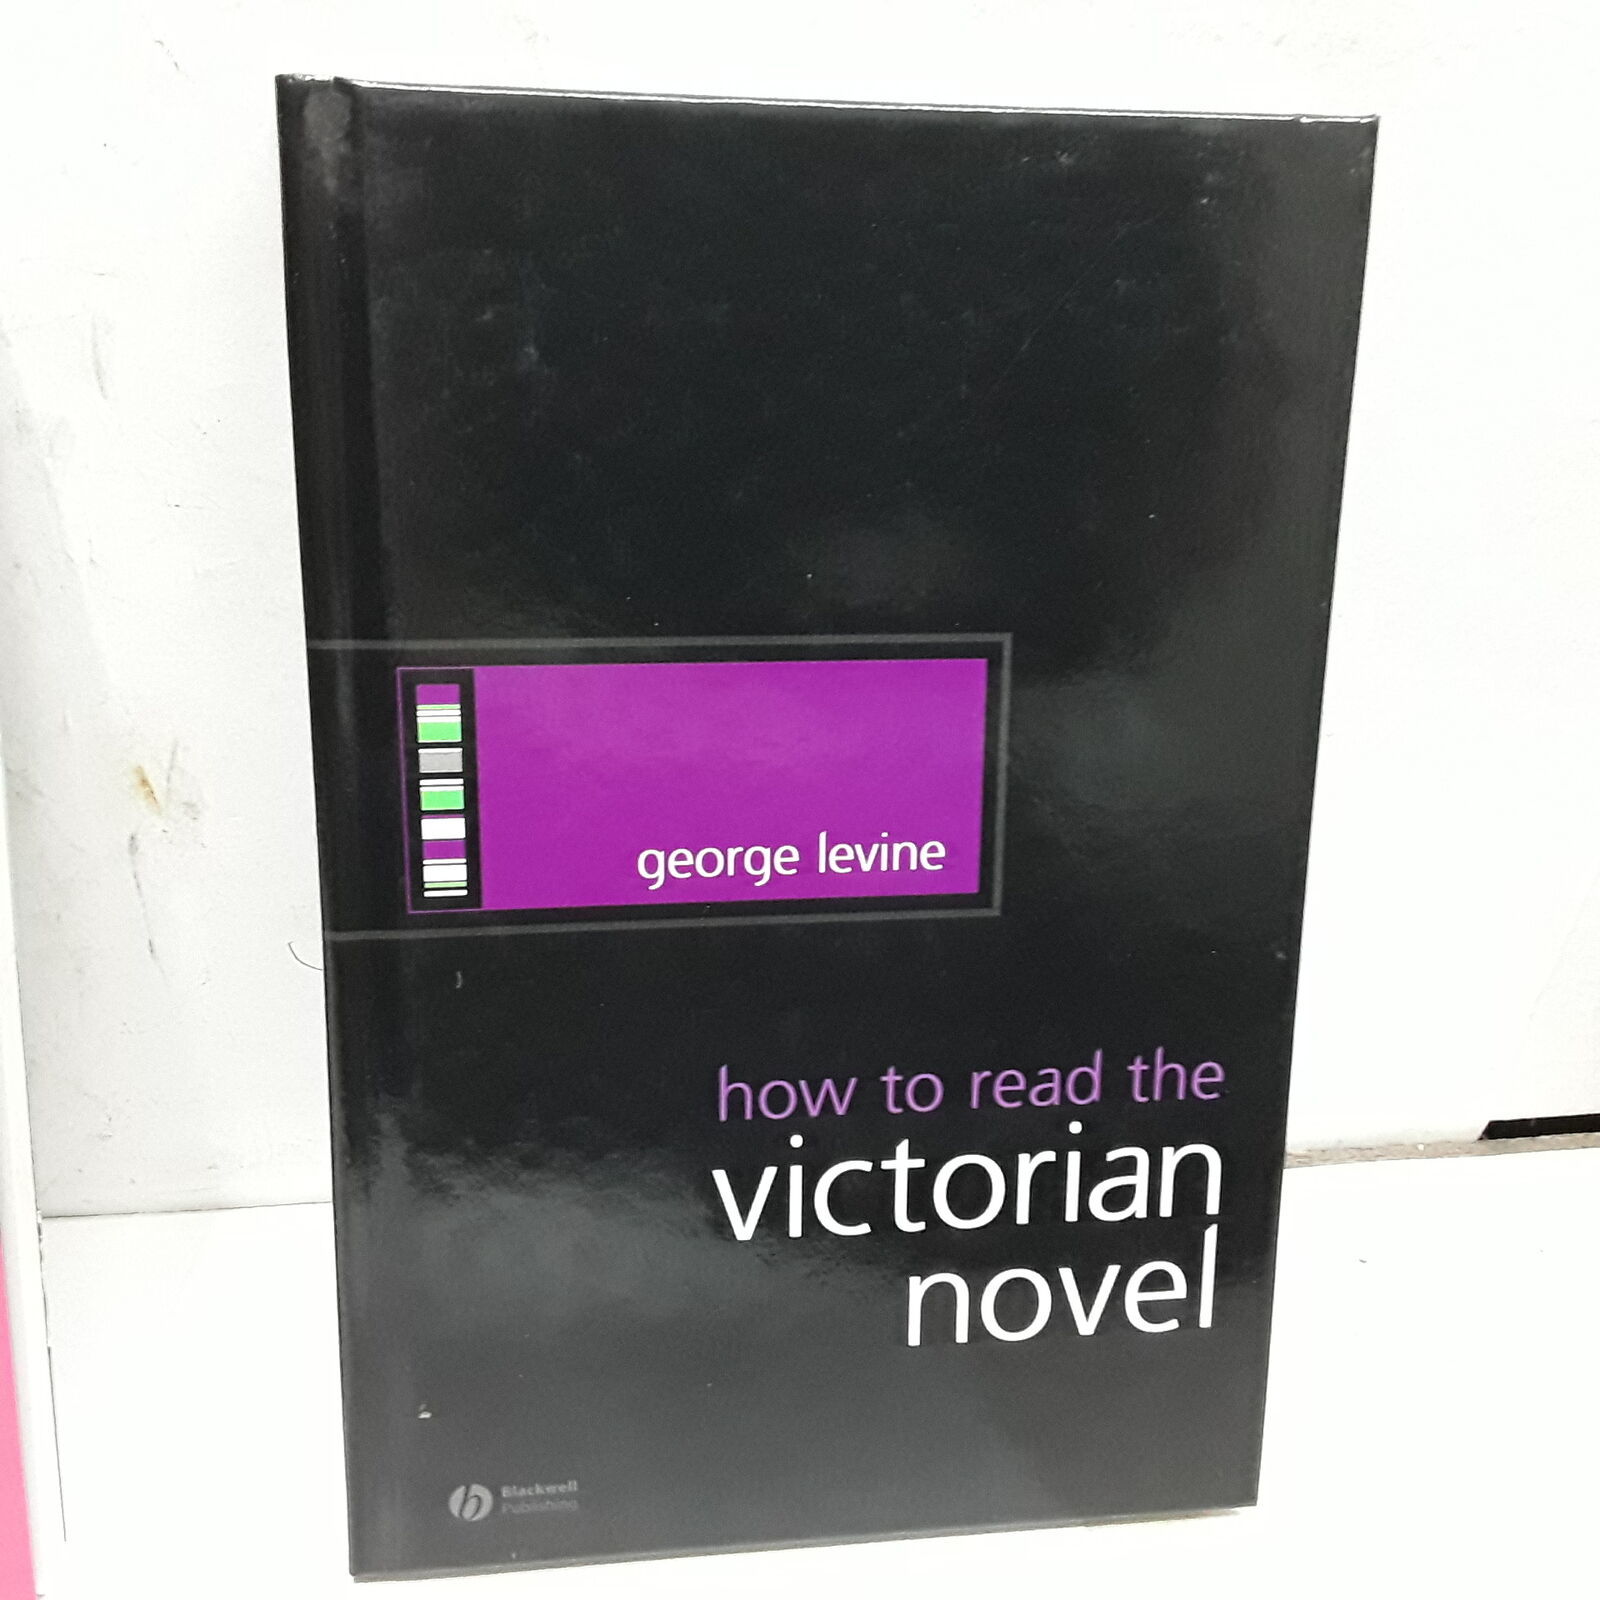 george levine
how to read the
victorian
novel
Blackwell
Publishing